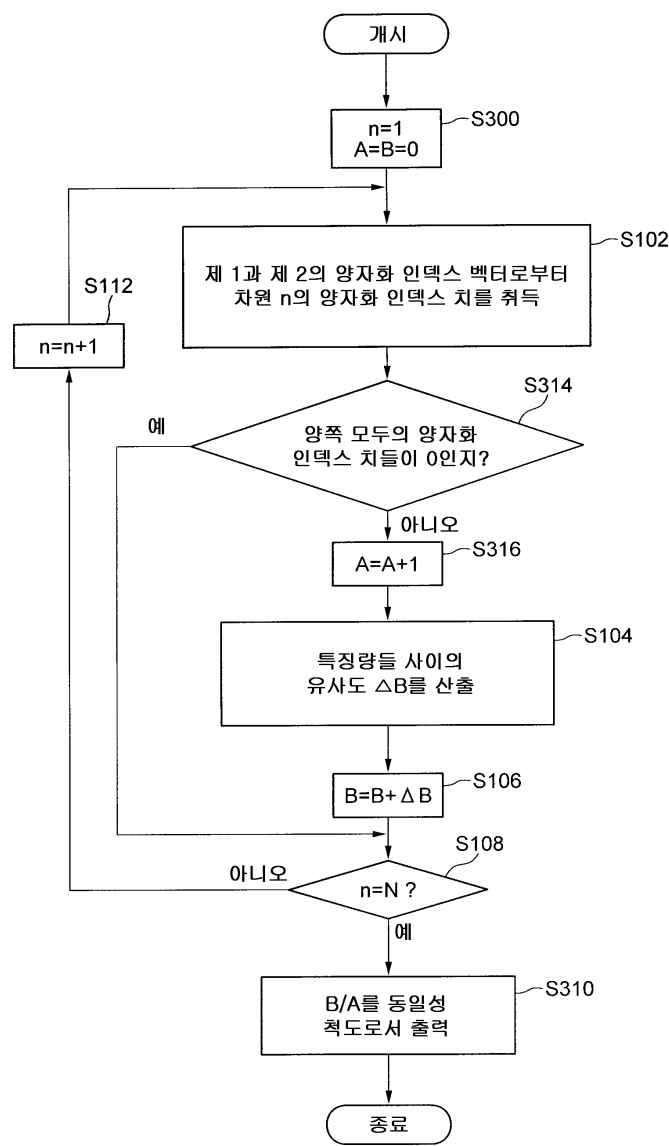 개시
n=1
A=B=0
S300
제 1과 제 2의 양자화 인덱스 벡터로부터
차원 n의 양자화 인덱스 치를 취득
S102
S112
n=n+1
S314
양쪽 모두의 양자화
인덱스 치들이 0인지?
예
아니오
A=A+1
S316
특징량들 사이의
유사도 △B를 산출
S104
B=B+ΔB
S106
n=N ?
S108
아니오
예
B/A를 동일성
척도로서 출력
S310
종료